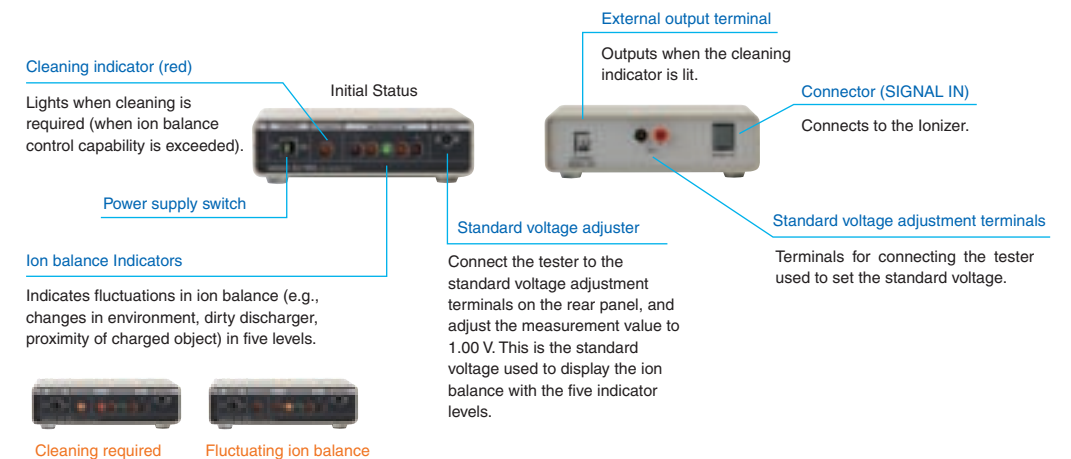 External output terminal
Outputs when the cleaning
indicator is lit.
Cleaning indicator (red)
Lights when cleaning is
required (when ion balance
control capability is exceeded).
Initial Status
Connector (SIGNAL IN)
Connects to the Ionizer.
Power supply switch
Standard voltage adjuster
Connect the tester to the
standard voltage adjustment
terminals on the rear panel, and
adjust the measurement value to
1.00 V. This is the standard
voltage used to display the ion
balance with the five indicator
levels.
Standard voltage adjustment terminals
Terminals for connecting the tester
used to set the standard voltage.
Ion balance Indicators
Indicates fluctuations in ion balance (e.g.,
changes in environment, dirty discharger,
proximity of charged object) in five levels.
Cleaning required
Fluctuating ion balance